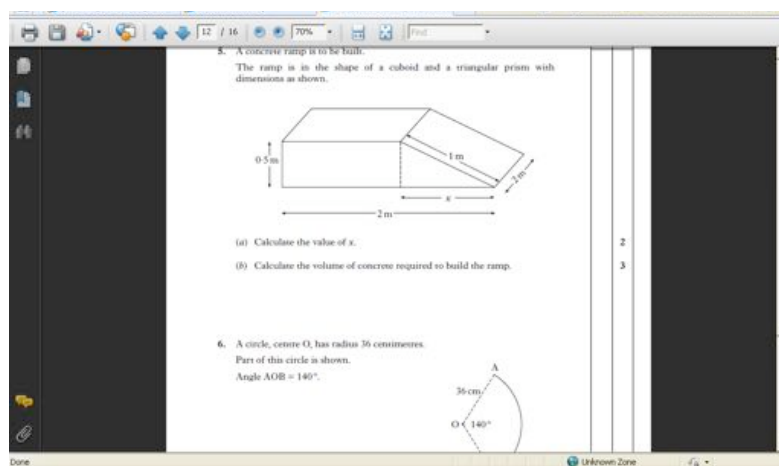 12 / 16
70%
Find
5. A concrete ramp is to be built.
The ramp is in the shape of a cuboid and a triangular prism with
dimensions as shown.
0·5 m
1 m
2 m
x
2 m
(a) Calculate the value of x.
2
(b) Calculate the volume of concrete required to build the ramp.
3
6. A circle, centre O, has radius 36 centimetres.
Part of this circle is shown.
Angle AOB = 140°.
A
36 cm
O
140°
Done
Unknown Zone